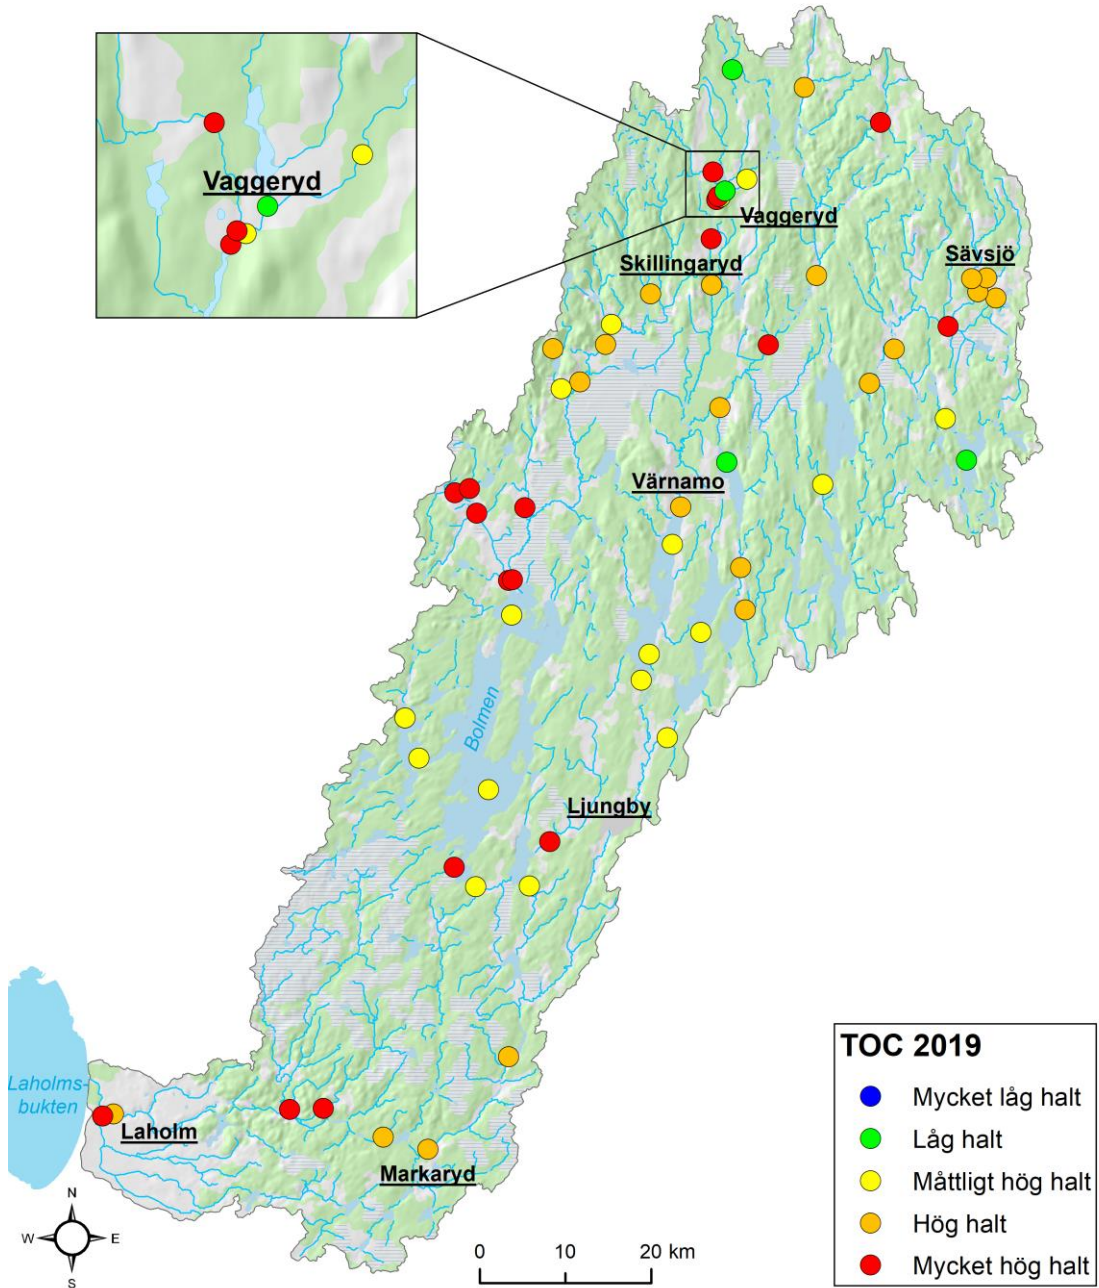 Vaggeryd
Vaggeryd
Skillingaryd
Sävsjö
Värnamo
Bolmen
Ljungby
Laholms-
bukten
Laholm
Markaryd
N
W
E
S
0 10 20 km
TOC 2019
Mycket låg halt
Låg halt
Måttligt hög halt
Hög halt
Mycket hög halt